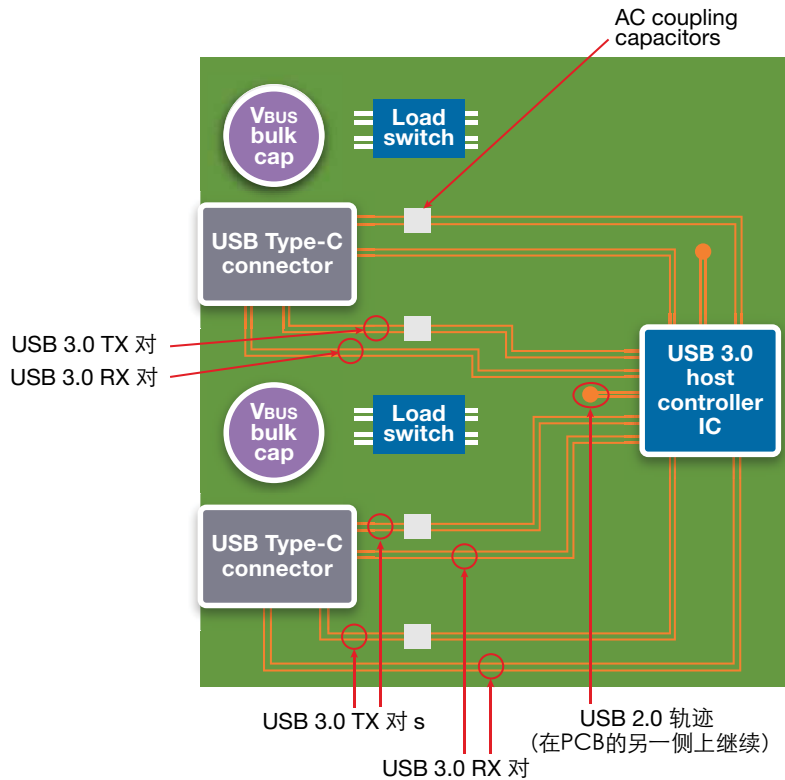 AC coupling
capacitors
VBUS
bulk
cap
Load
switch
USB Type-C
connector
USB 3.0 TX 对
USB 3.0 RX 对
USB 3.0
host
controller
IC
VBUS
bulk
cap
Load
switch
USB Type-C
connector
USB 3.0 TX 对 s
USB 3.0 RX 对
USB 2.0 轨迹
(在PCB的另一侧上继续)